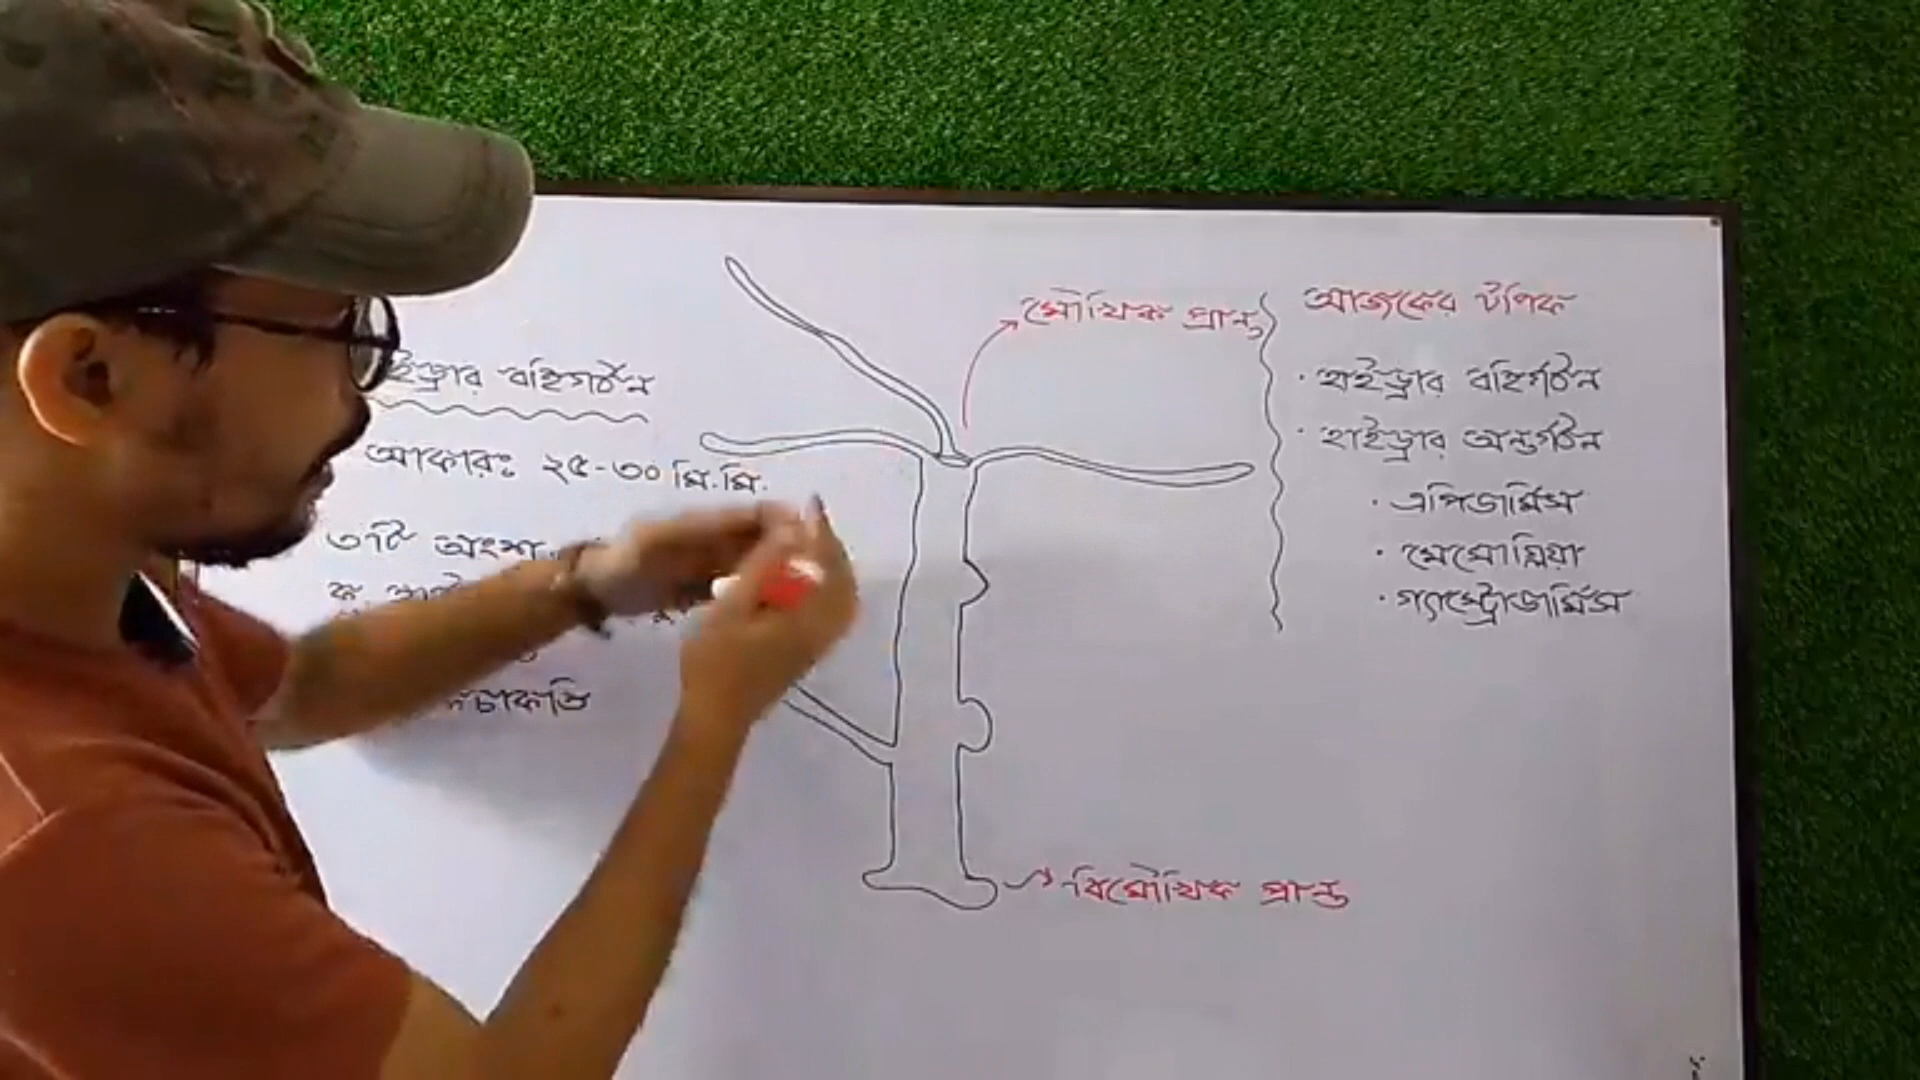 হাইড্রার বহিগঠন
আকারঃ ২৫-৩০ মি.মি.
৩টি অংশ
ক.
চাকতি
মৌখিক প্রান্ত
বিমৌখিক প্রান্ত
আজকের টপিক
· হাইড্রার বহির্গঠন
· হাইড্রার অন্তর্গঠন
· এপিডার্মিস
· মেসোগ্লিয়া
· গ্যাস্ট্রোডার্মিস